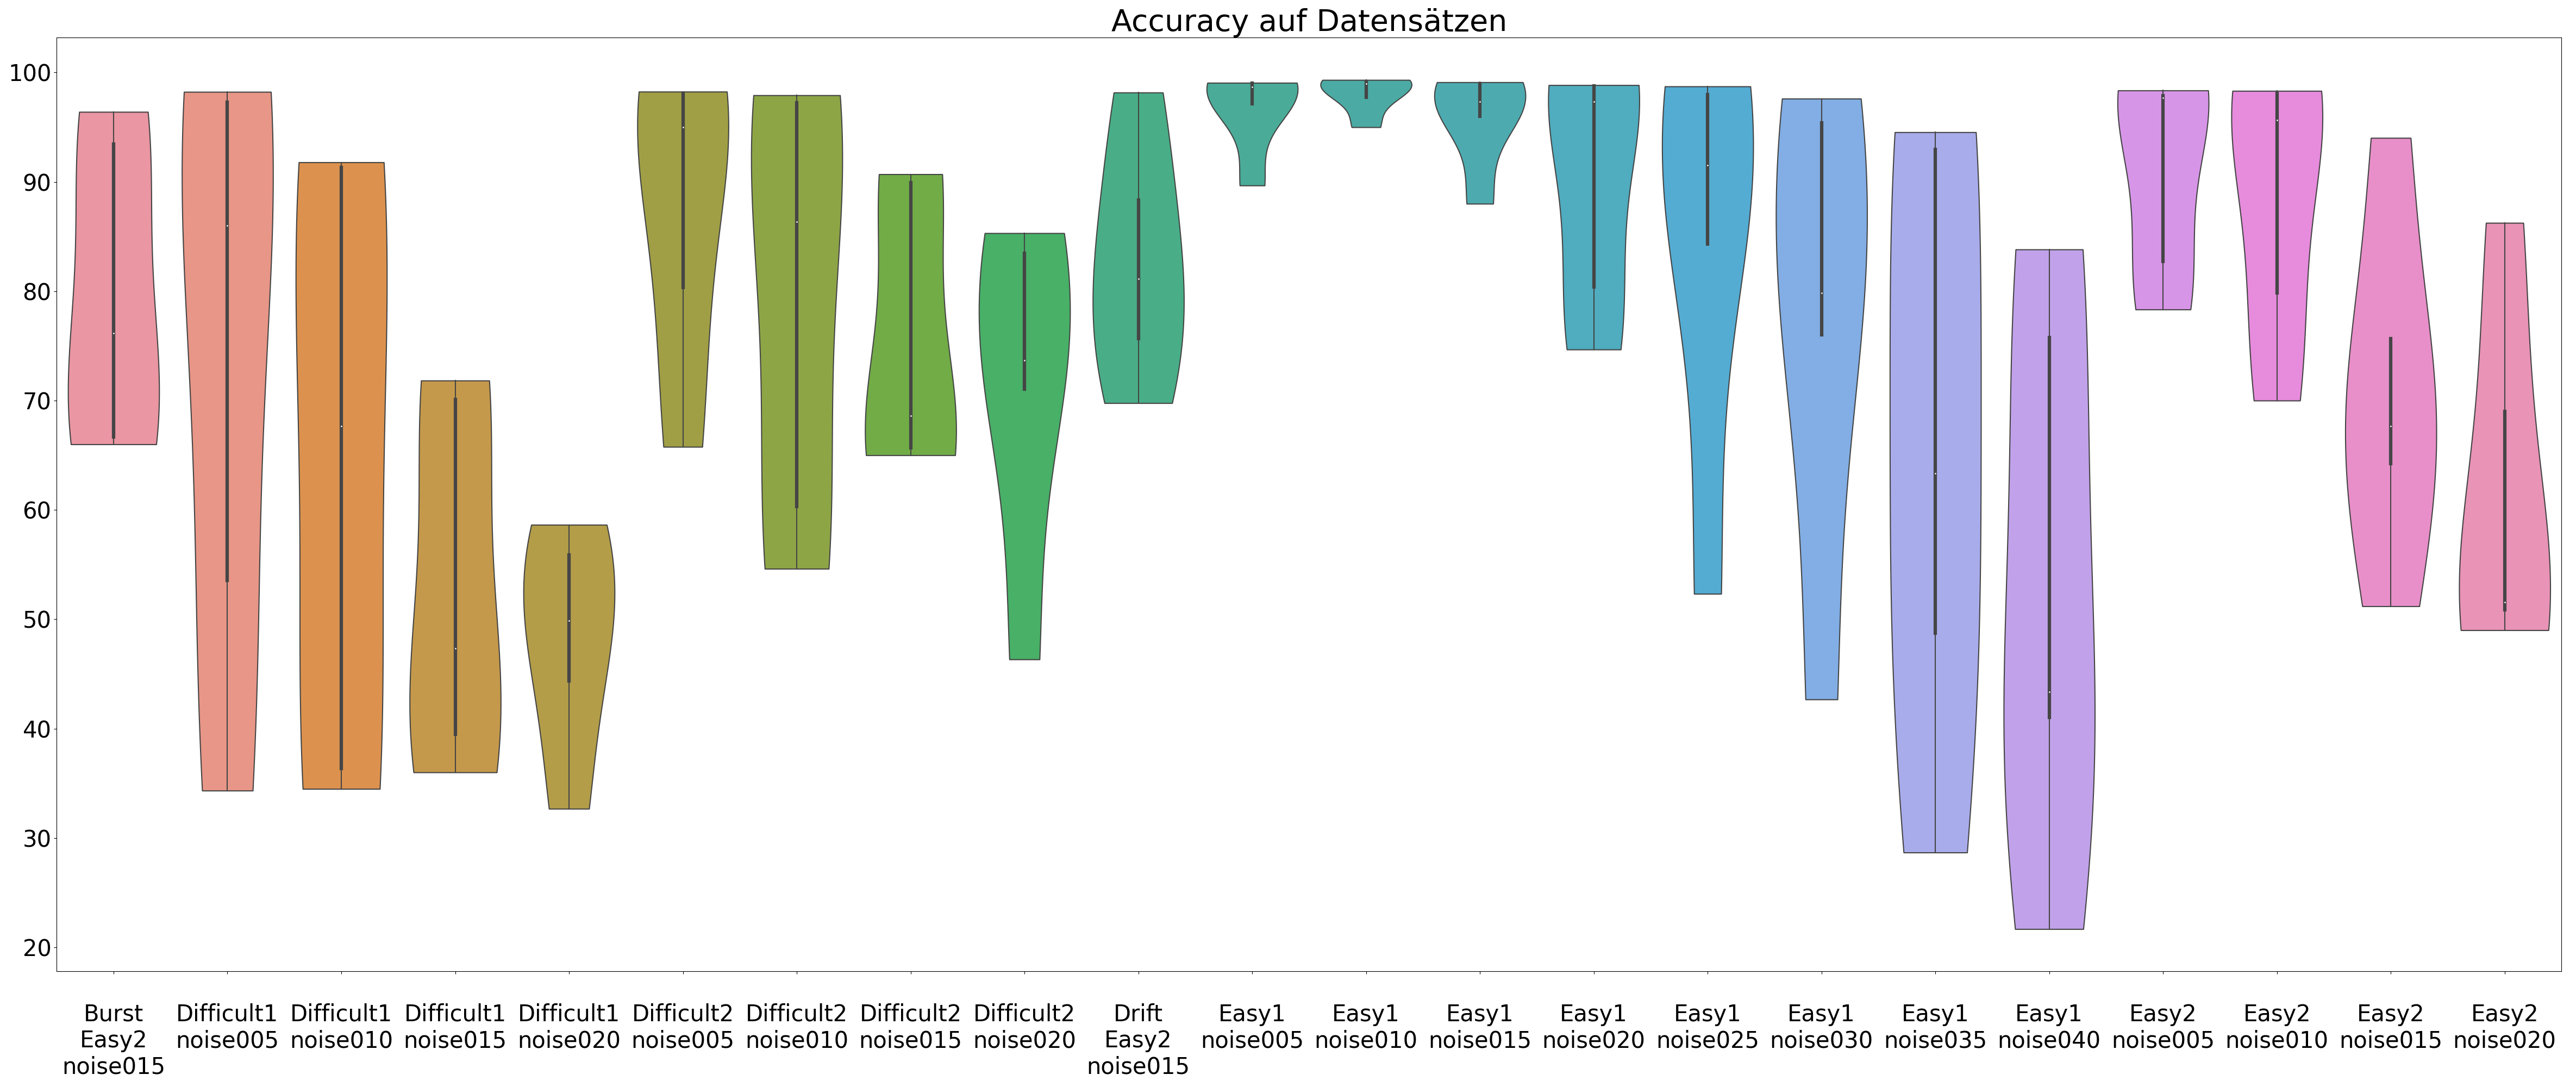 Accuracy auf Datensätzen
100
90
80
70
60
50
40
30
20
Burst
Easy2
noise015
Difficult1
noise005
Difficult1
noise010
Difficult1
noise015
Difficult1
noise020
Difficult2
noise005
Difficult2
noise010
Difficult2
noise015
Difficult2
noise020
Drift
Easy2
noise015
Easy1
noise005
Easy1
noise010
Easy1
noise015
Easy1
noise020
Easy1
noise025
Easy1
noise030
Easy1
noise035
Easy1
noise040
Easy2
noise005
Easy2
noise010
Easy2
noise015
Easy2
noise020